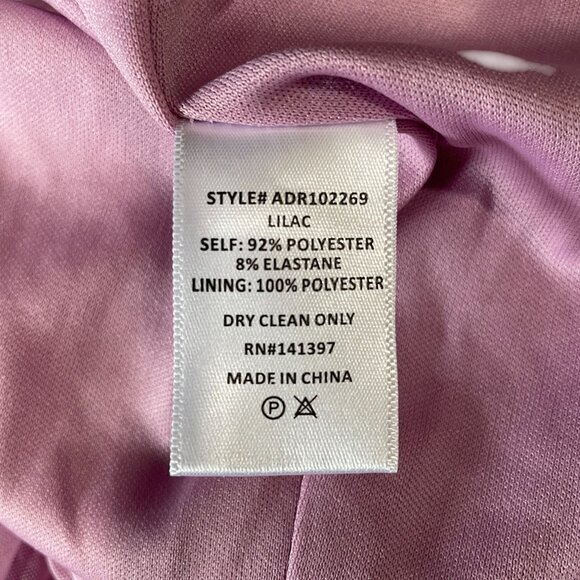 STYLE# ADR102269
LILAC
SELF: 92% POLYESTER
8% ELASTANE
LINING: 100% POLYESTER
DRY CLEAN ONLY
RN#141397
MADE IN CHINA
P